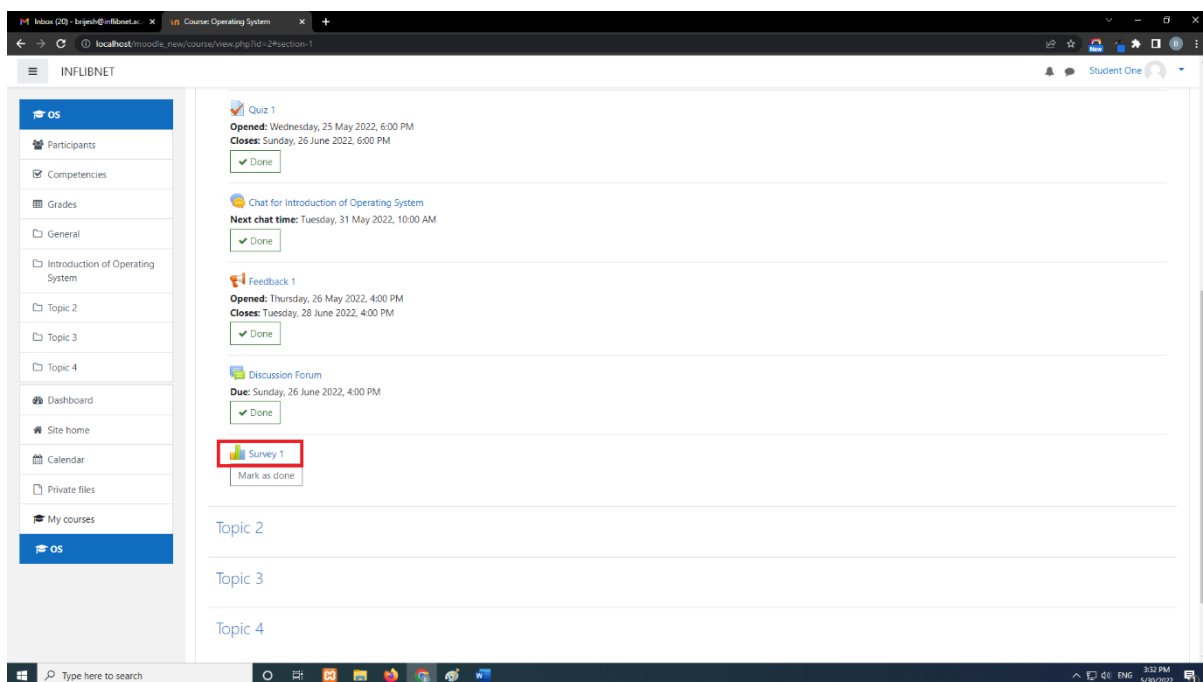 Inbox (20) - brijesh@inflibnet.ac.
Course: Operating System
localhost/moodle_new/course/view.php?id=2#section-1
New
INFLIBNET
Student One
OS
Participants
Competencies
Grades
General
Introduction of Operating
System
Topic 2
Topic 3
Topic 4
Dashboard
Site home
Calendar
Private files
My courses
OS
Quiz 1
Opened: Wednesday, 25 May 2022, 6:00 PM
Closes: Sunday, 26 June 2022, 6:00 PM
Done
Chat for Introduction of Operating System
Next chat time: Tuesday, 31 May 2022, 10:00 AM
Done
Feedback 1
Opened: Thursday, 26 May 2022, 4:00 PM
Closes: Tuesday, 28 June 2022, 4:00 PM
Done
Discussion Forum
Due: Sunday, 26 June 2022, 4:00 PM
Done
Survey 1
Mark as done
Topic 2
Topic 3
Topic 4
Type here to search
ENG
3:32 PM
5/30/2022